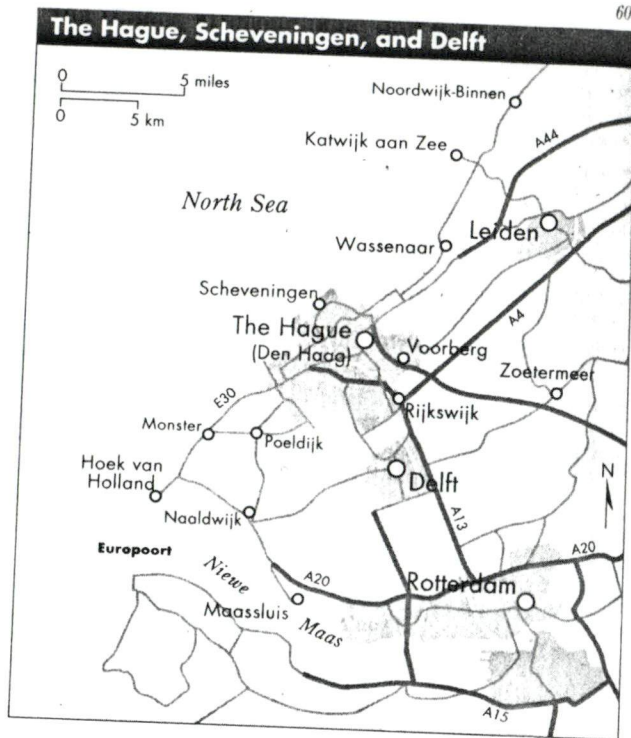 60
The Hague, Scheveningen, and Delft
0 5 miles
0 5 km
Noordwijk-Binnen
Katwijk aan Zee
A44
North Sea
Leiden
Wassenaar
Scheveningen
The Hague
(Den Haag)
A4
Voorberg
Zoetermeer
E30
Rijkswijk
Monster
Poeldijk
Hoek van
Holland
Delft
N
Naaldwijk
A13
Europoort
A20
Niewe
A20
Rotterdam
Maassluis
Maas
A15